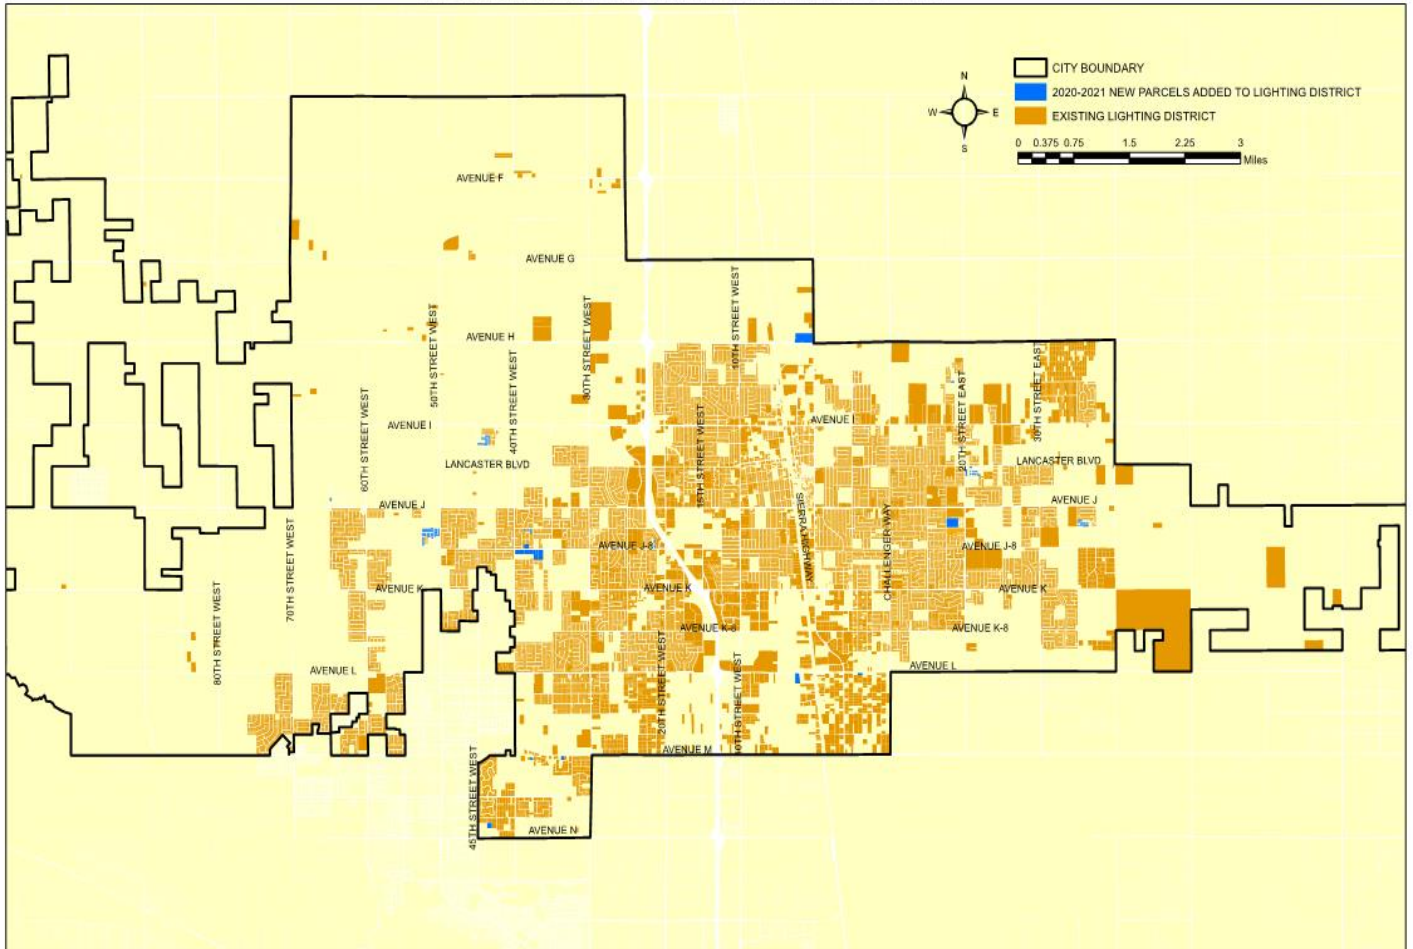 CITY BOUNDARY
N
2020-2021 NEW PARCELS ADDED TO LIGHTING DISTRICT
W E
EXISTING LIGHTING DISTRICT
S
0 0.375 0.75 1.5 2.25 3
Miles
AVENUE F
AVENUE G
10TH STREET WEST
30TH STREET WEST
50TH STREET WEST
AVENUE H
40TH STREET WEST
30TH STREET EAST
20TH STREET EAST
60TH STREET WEST
15TH STREET WEST
AVENUE I
AVENUE I
LANCASTER BLVD
LANCASTER BLVD
AVENUE J
AVENUE J
SIERRA HIGHWAY
CHALLENGER WAY
70TH STREET WEST
AVENUE J-8
AVENUE J-8
80TH STREET WEST
AVENUE K
AVENUE K
AVENUE K
AVENUE K-8
AVENUE K-8
20TH STREET WEST
10TH STREET WEST
AVENUE L
AVENUE L
AVENUE M
45TH STREET WEST
AVENUE N